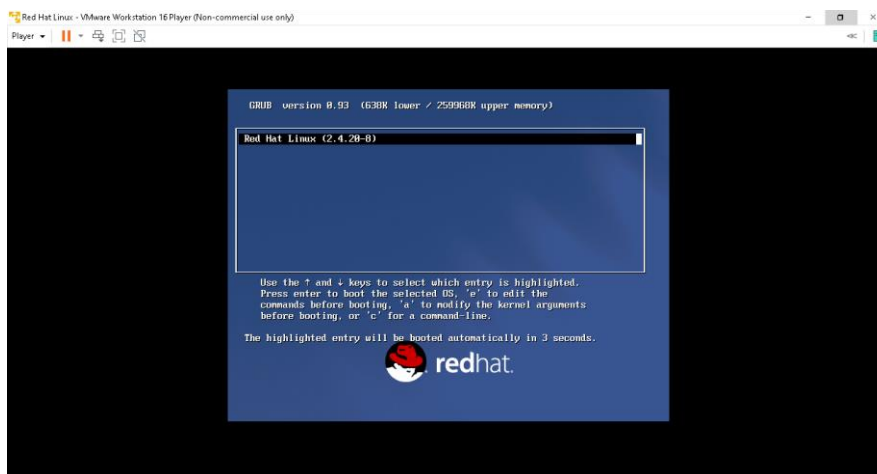 Red Hat Linux - VMware Workstation 16 Player (Non-commercial use only)
Player
GRUB version 0.93 (638K lower / 259968K upper memory)
Red Hat Linux (2.4.20-8)
Use the ↑ and ↓ keys to select which entry is highlighted.
Press enter to boot the selected OS, 'e' to edit the
commands before booting, 'a' to modify the kernel arguments
before booting, or 'c' for a command-line.
The highlighted entry will be booted automatically in 3 seconds.
redhat.